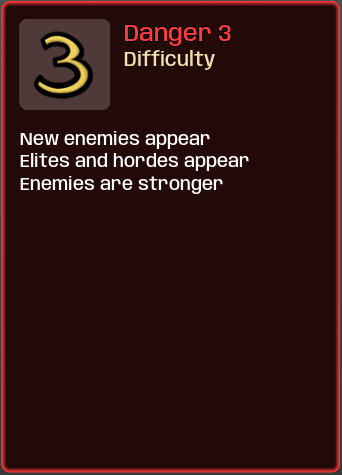 3
Danger 3
Difficulty
New enemies appear
Elites and hordes appear
Enemies are stronger